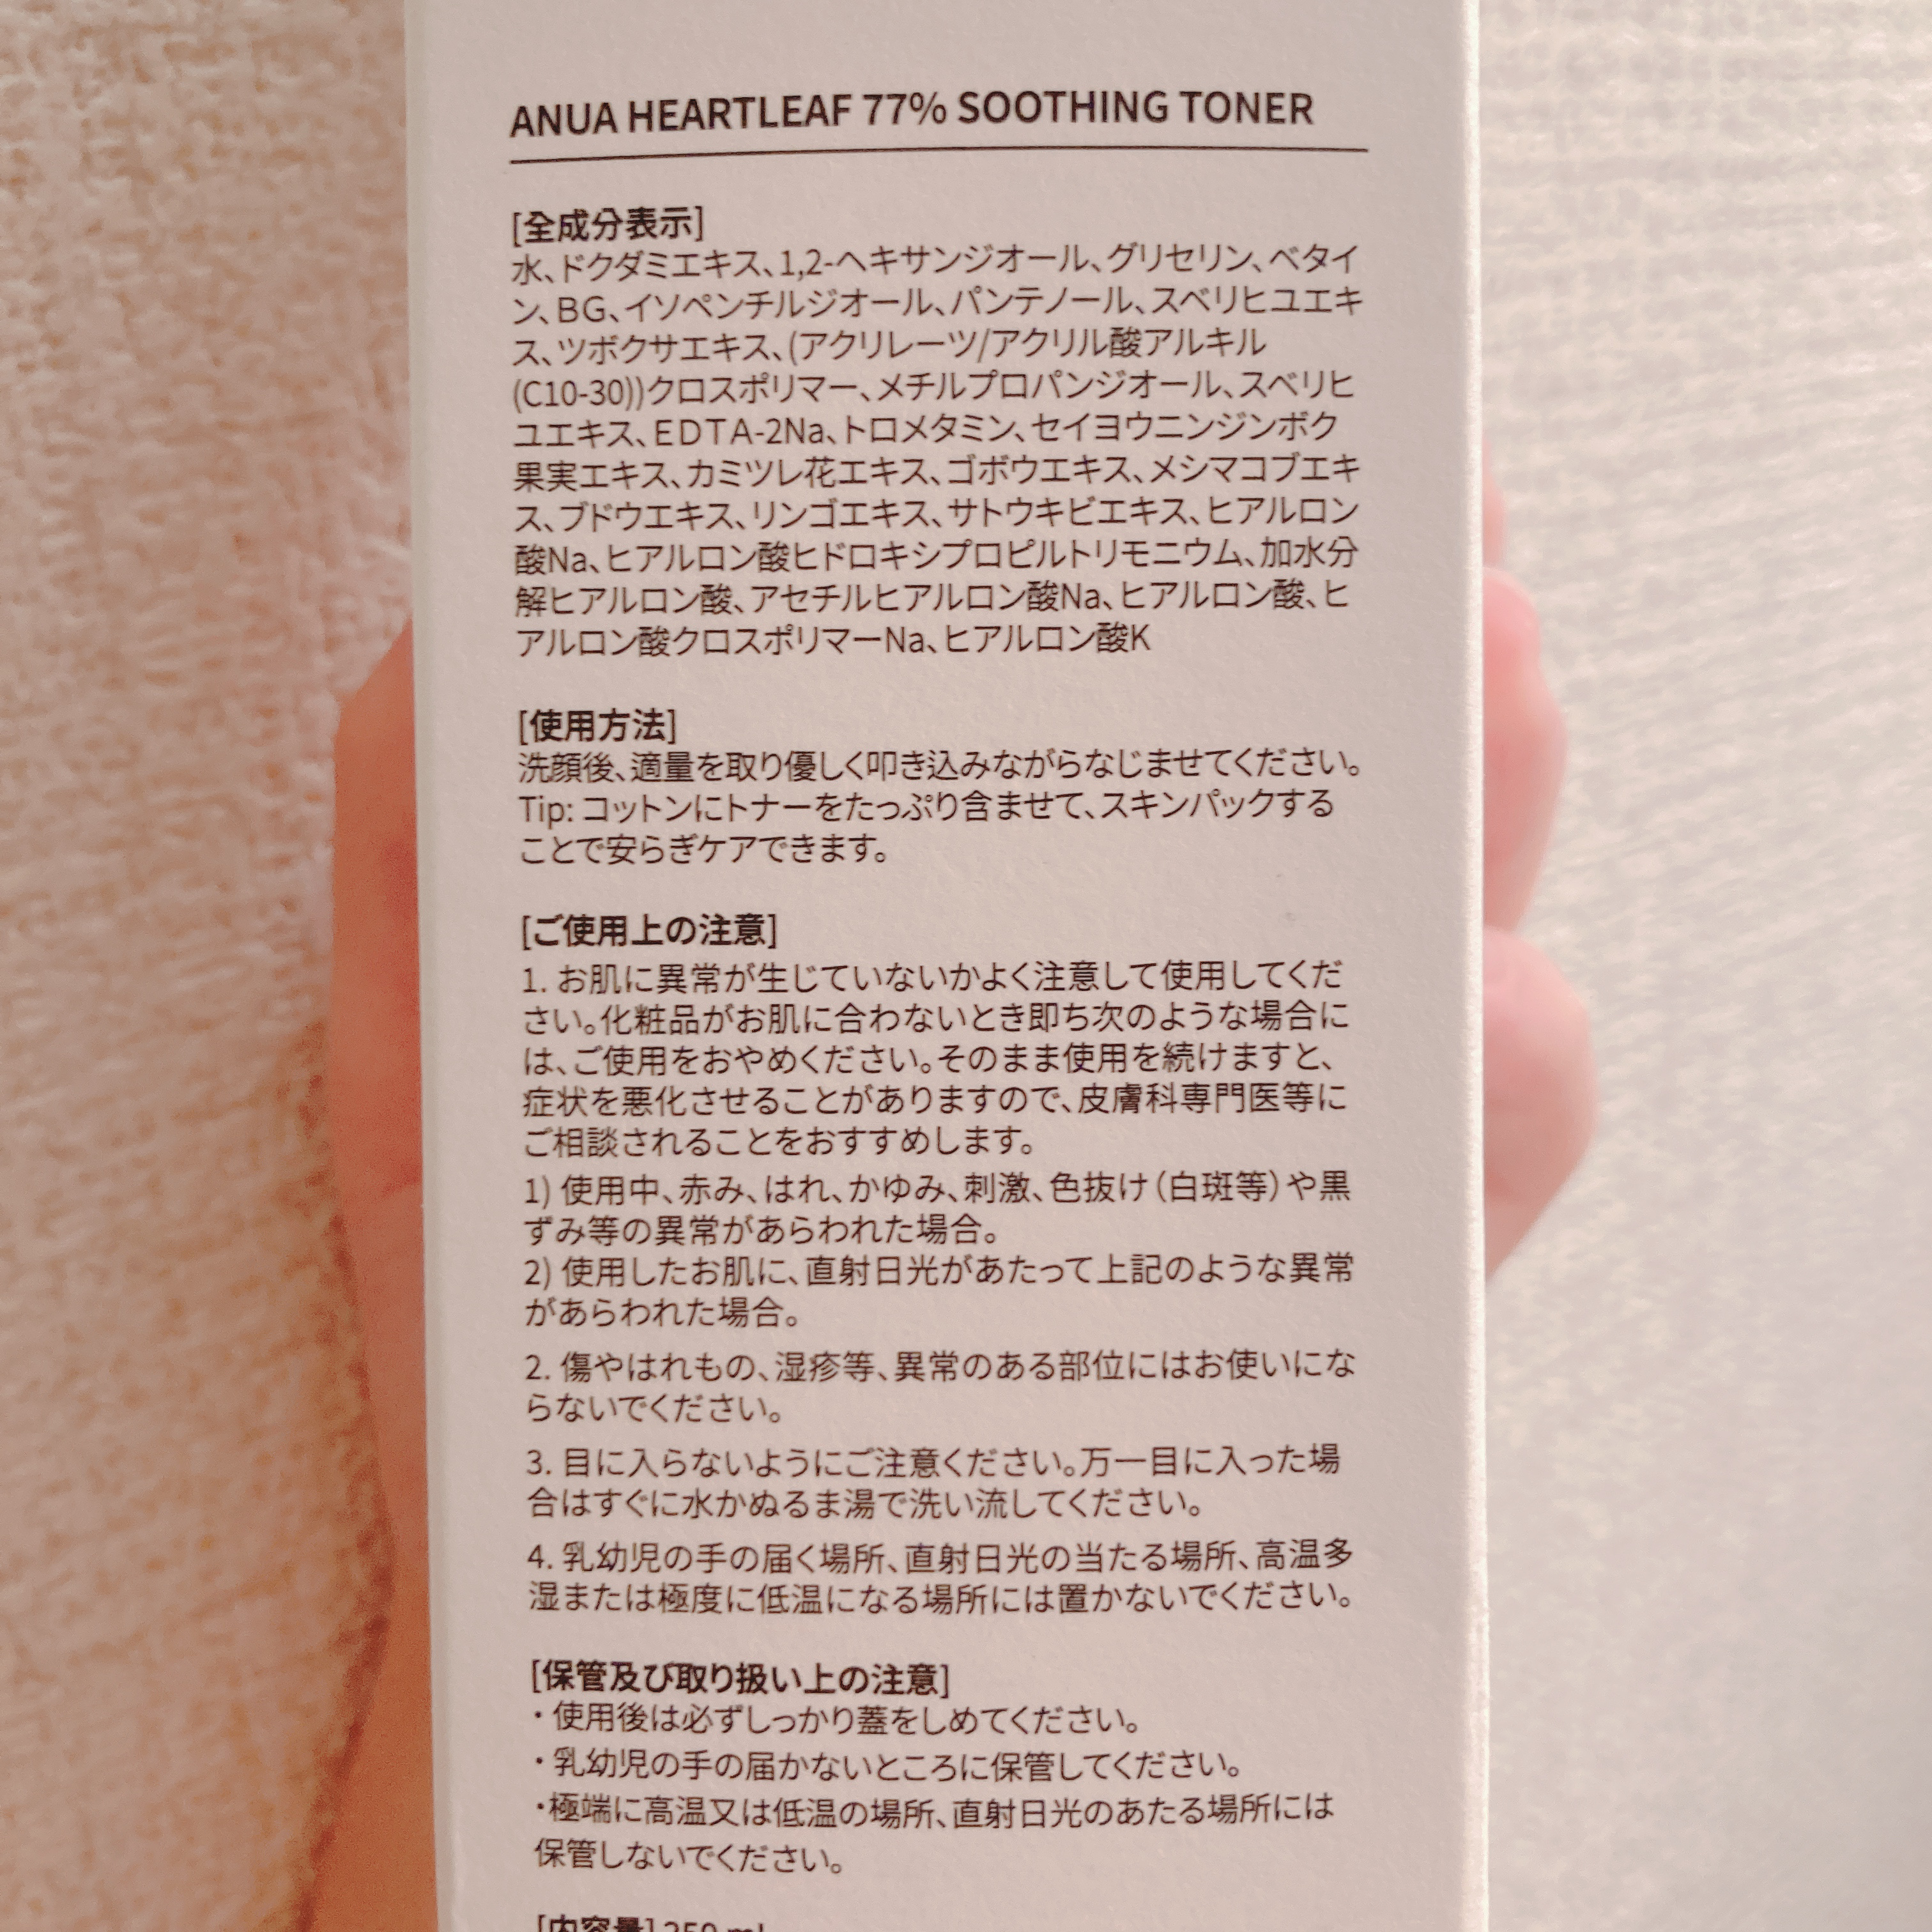 ANUA HEARTLEAF 77% SOOTHING TONER
[全成分表示]
水、ドクダミエキス、1,2-ヘキサンジオール、グリセリン、ベタイ
ン、BG、イソペンチルジオール、パンテノール、スベリヒユエキ
ス、ツボクサエキス、(アクリレーツ/アクリル酸アルキル
(C10-30))クロスポリマー、メチルプロパンジオール、スベリヒ
ユエキス、EDTA-2Na、トロメタミン、セイヨウニンジンボク
果実エキス、カミツレ花エキス、ゴボウエキス、メシマコブエキ
ス、ブドウエキス、リンゴエキス、サトウキビエキス、ヒアルロン
酸Na、ヒアルロン酸ヒドロキシプロピルトリモニウム、加水分
解ヒアルロン酸、アセチルヒアルロン酸Na、ヒアルロン酸、ヒ
アルロン酸クロスポリマーNa、ヒアルロン酸K
[使用方法]
洗顔後、適量を取り優しく叩き込みながらなじませてください。
Tip: コットンにトナーをたっぷり含ませて、スキンパックする
ことで安らぎケアできます。
[ご使用上の注意]
1. お肌に異常が生じていないかよく注意して使用してくだ
さい。化粧品がお肌に合わないとき即ち次のような場合に
は、ご使用をおやめください。そのまま使用を続けますと、
症状を悪化させることがありますので、皮膚科専門医等に
ご相談されることをおすすめします。
1) 使用中、赤み、はれ、かゆみ、刺激、色抜け（白斑等）や黒
ずみ等の異常があらわれた場合。
2) 使用したお肌に、直射日光があたって上記のような異常
があらわれた場合。
2. 傷やはれもの、湿疹等、異常のある部位にはお使いにな
らないでください。
3. 目に入らないようにご注意ください。万一目に入った場
合はすぐに水かぬるま湯で洗い流してください。
4. 乳幼児の手の届く場所、直射日光の当たる場所、高温多
湿または極度に低温になる場所には置かないでください。
[保管及び取り扱い上の注意]
・使用後は必ずしっかり蓋をしめてください。
・乳幼児の手の届かないところに保管してください。
・極端に高温又は低温の場所、直射日光のあたる場所には
保管しないでください。
[内容量] 250 mL